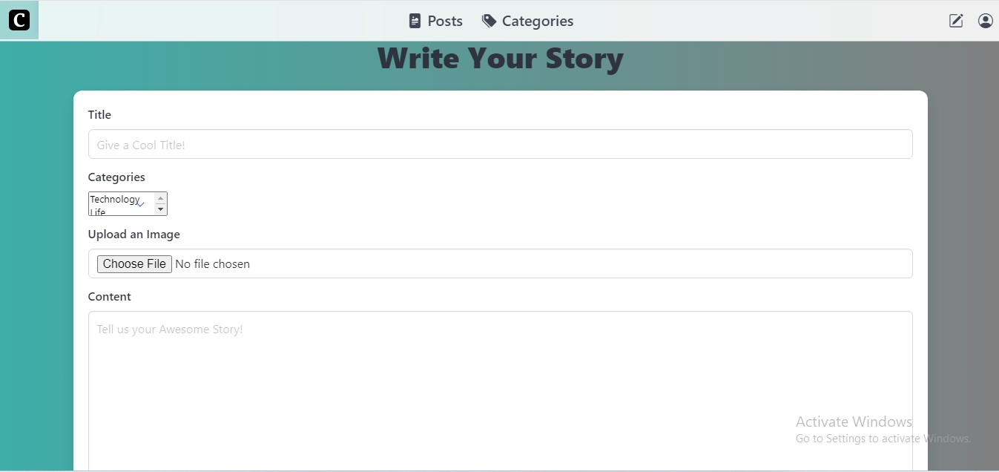 C
Posts
Categories
Write Your Story
Title
Give a Cool Title!
Categories
Technology
Life
Upload an Image
Choose File No file chosen
Content
Tell us your Awesome Story!
Activate Windows
Go to Settings to activate Windows.